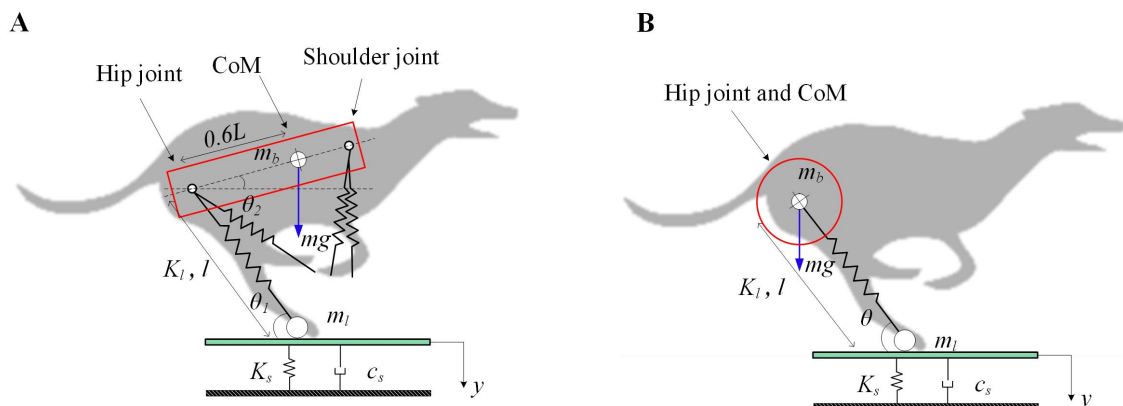 A
B
Hip joint
CoM
Shoulder joint
0.6L
m_b
θ_2
mg
K_l , l
θ_1
m_l
K_s
c_s
y
Hip joint and CoM
m_b
mg
K_l , l
θ
m_l
K_s
c_s
y